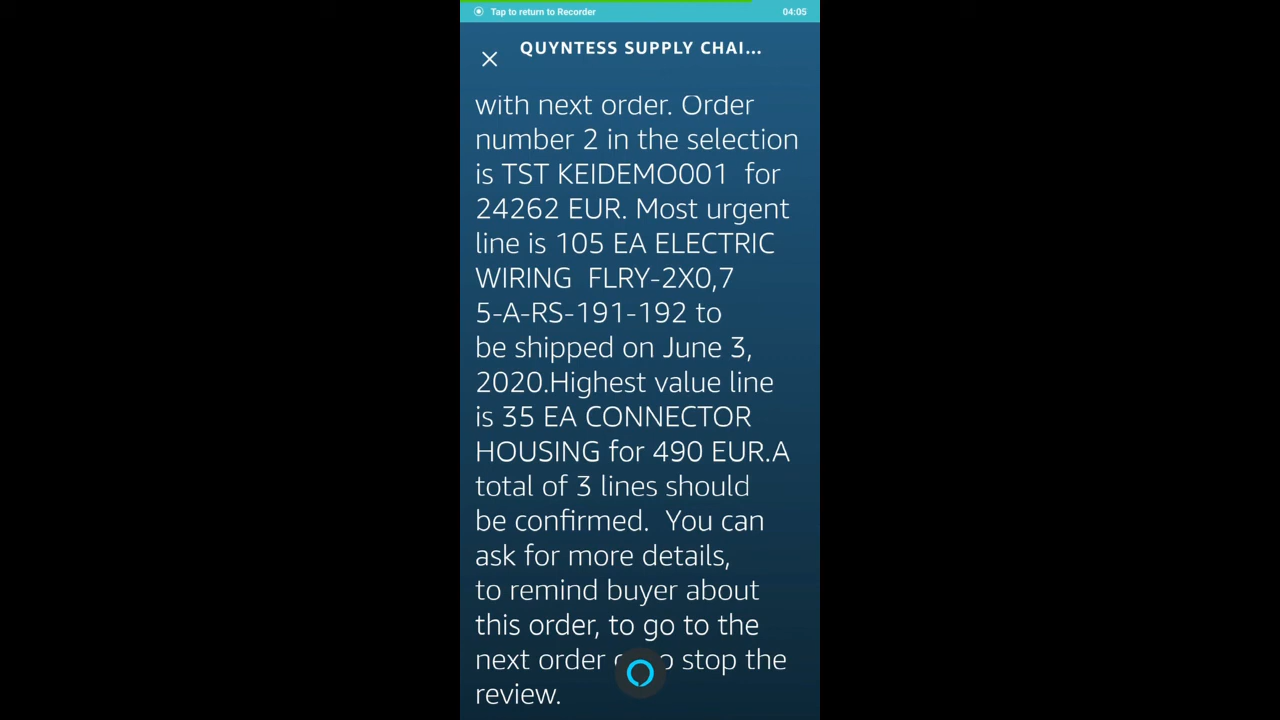 Tap to return to Recorder
04:05
QUYNTESS SUPPLY CHAI...
with next order. Order
number 2 in the selection
is TST KEIDEMO001 for
24262 EUR. Most urgent
line is 105 EA ELECTRIC
WIRING FLRY-2X0,7
5-A-RS-191-192 to
be shipped on June 3,
2020.Highest value line
is 35 EA CONNECTOR
HOUSING for 490 EUR.A
total of 3 lines should
be confirmed. You can
ask for more details,
to remind buyer about
this order, to go to the
next order stop the
review.